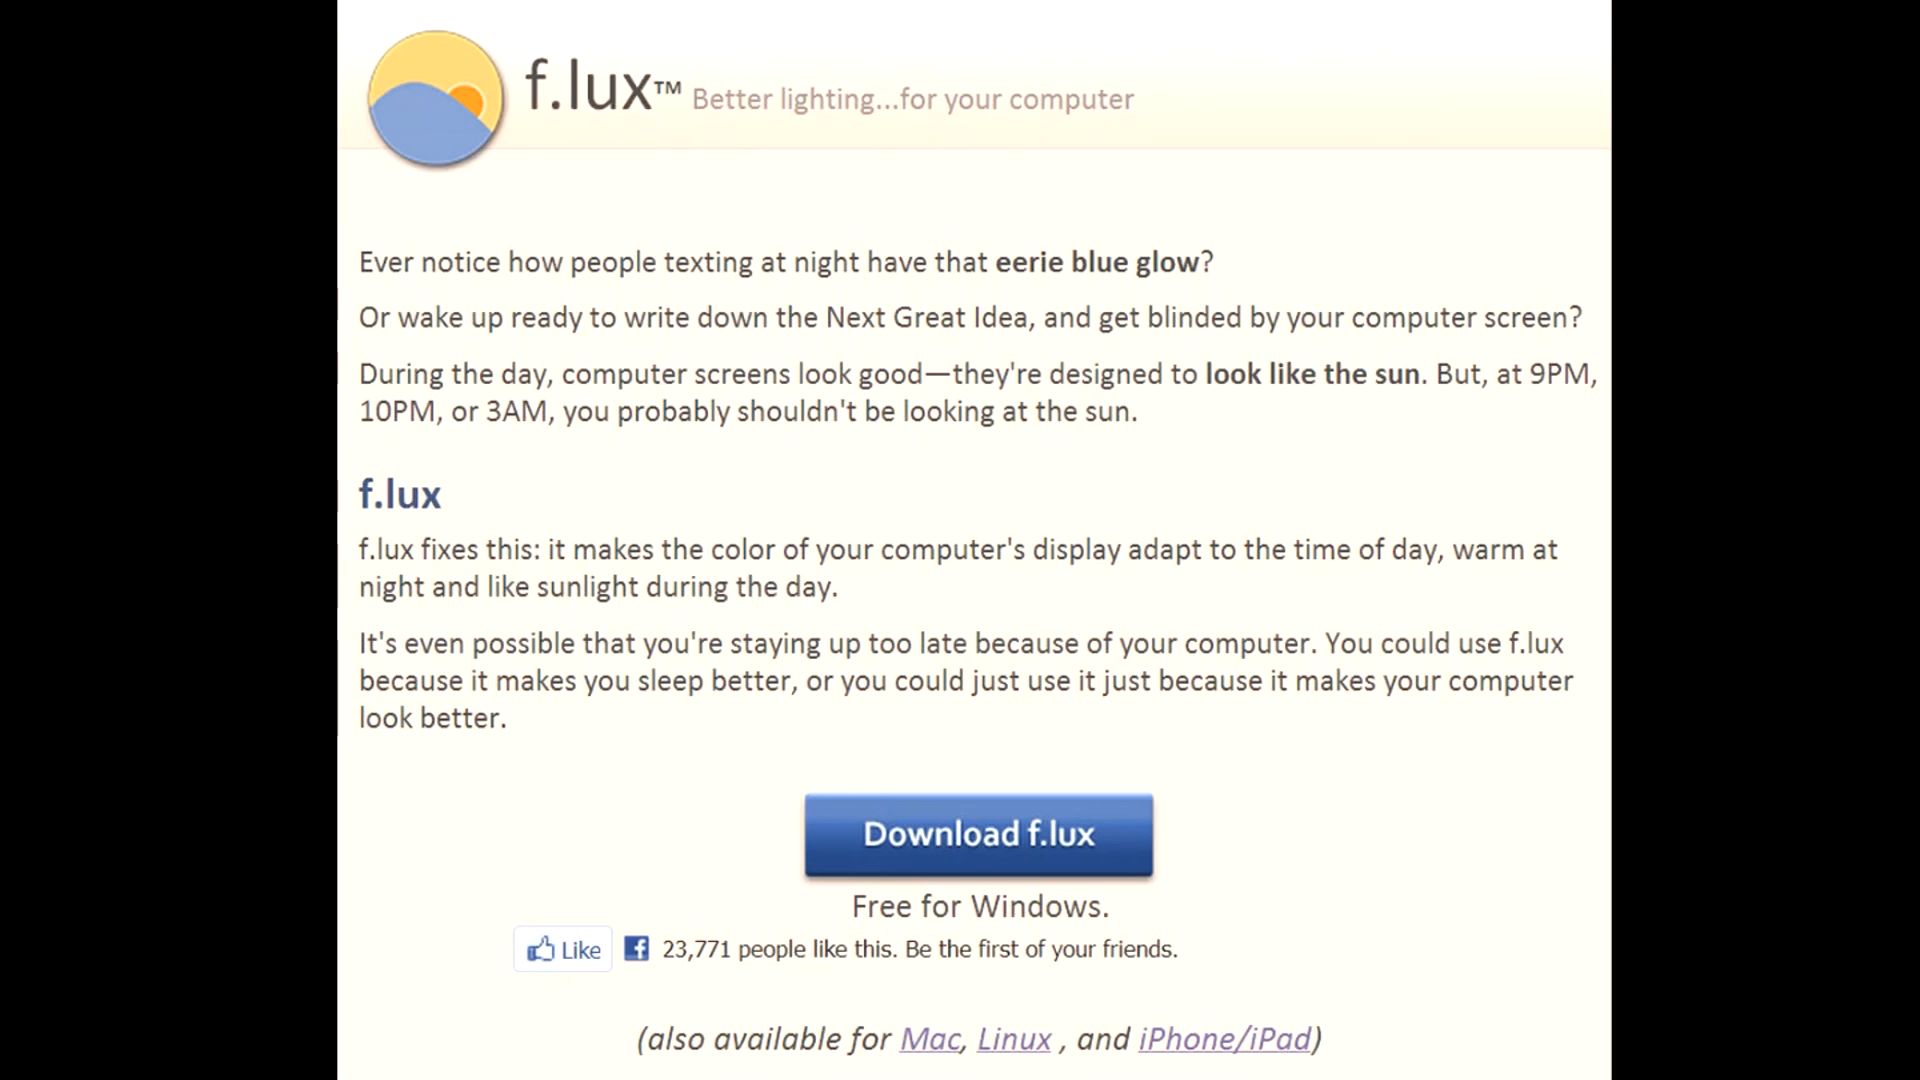 f.lux™ Better lighting...for your computer
Ever notice how people texting at night have that eerie blue glow?
Or wake up ready to write down the Next Great Idea, and get blinded by your computer screen?
During the day, computer screens look good—they're designed to look like the sun. But, at 9PM,
10PM, or 3AM, you probably shouldn't be looking at the sun.
f.lux
f.lux fixes this: it makes the color of your computer's display adapt to the time of day, warm at
night and like sunlight during the day.
It's even possible that you're staying up too late because of your computer. You could use f.lux
because it makes you sleep better, or you could just use it just because it makes your computer
look better.
Download f.lux
Free for Windows.
Like f 23,771 people like this. Be the first of your friends.
(also available for Mac, Linux , and iPhone/iPad)